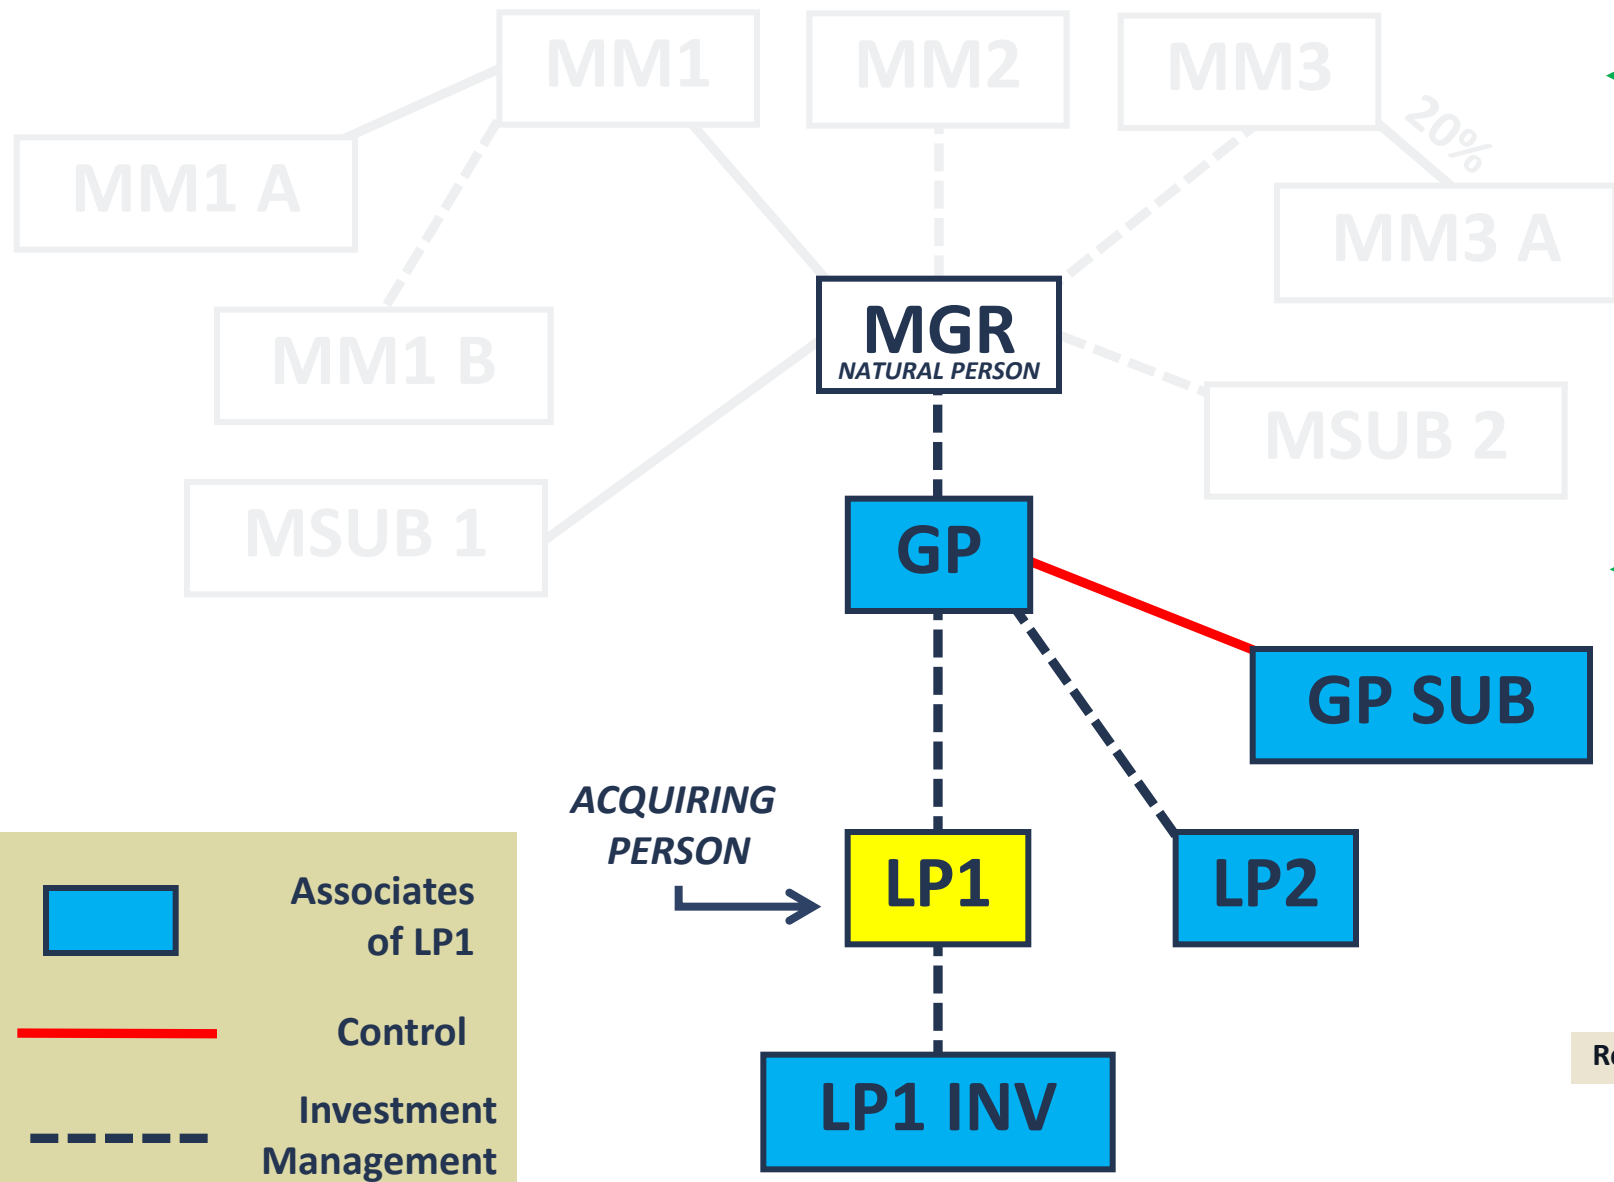 MM1
MM2
MM3
20%
MM1 A
MM3 A
MGR
NATURAL PERSON
MM1 B
MSUB 2
MSUB 1
GP
GP SUB
ACQUIRING
PERSON
LP1
LP2
Associates
of LP1
Control
LP1 INV
Investment
Management